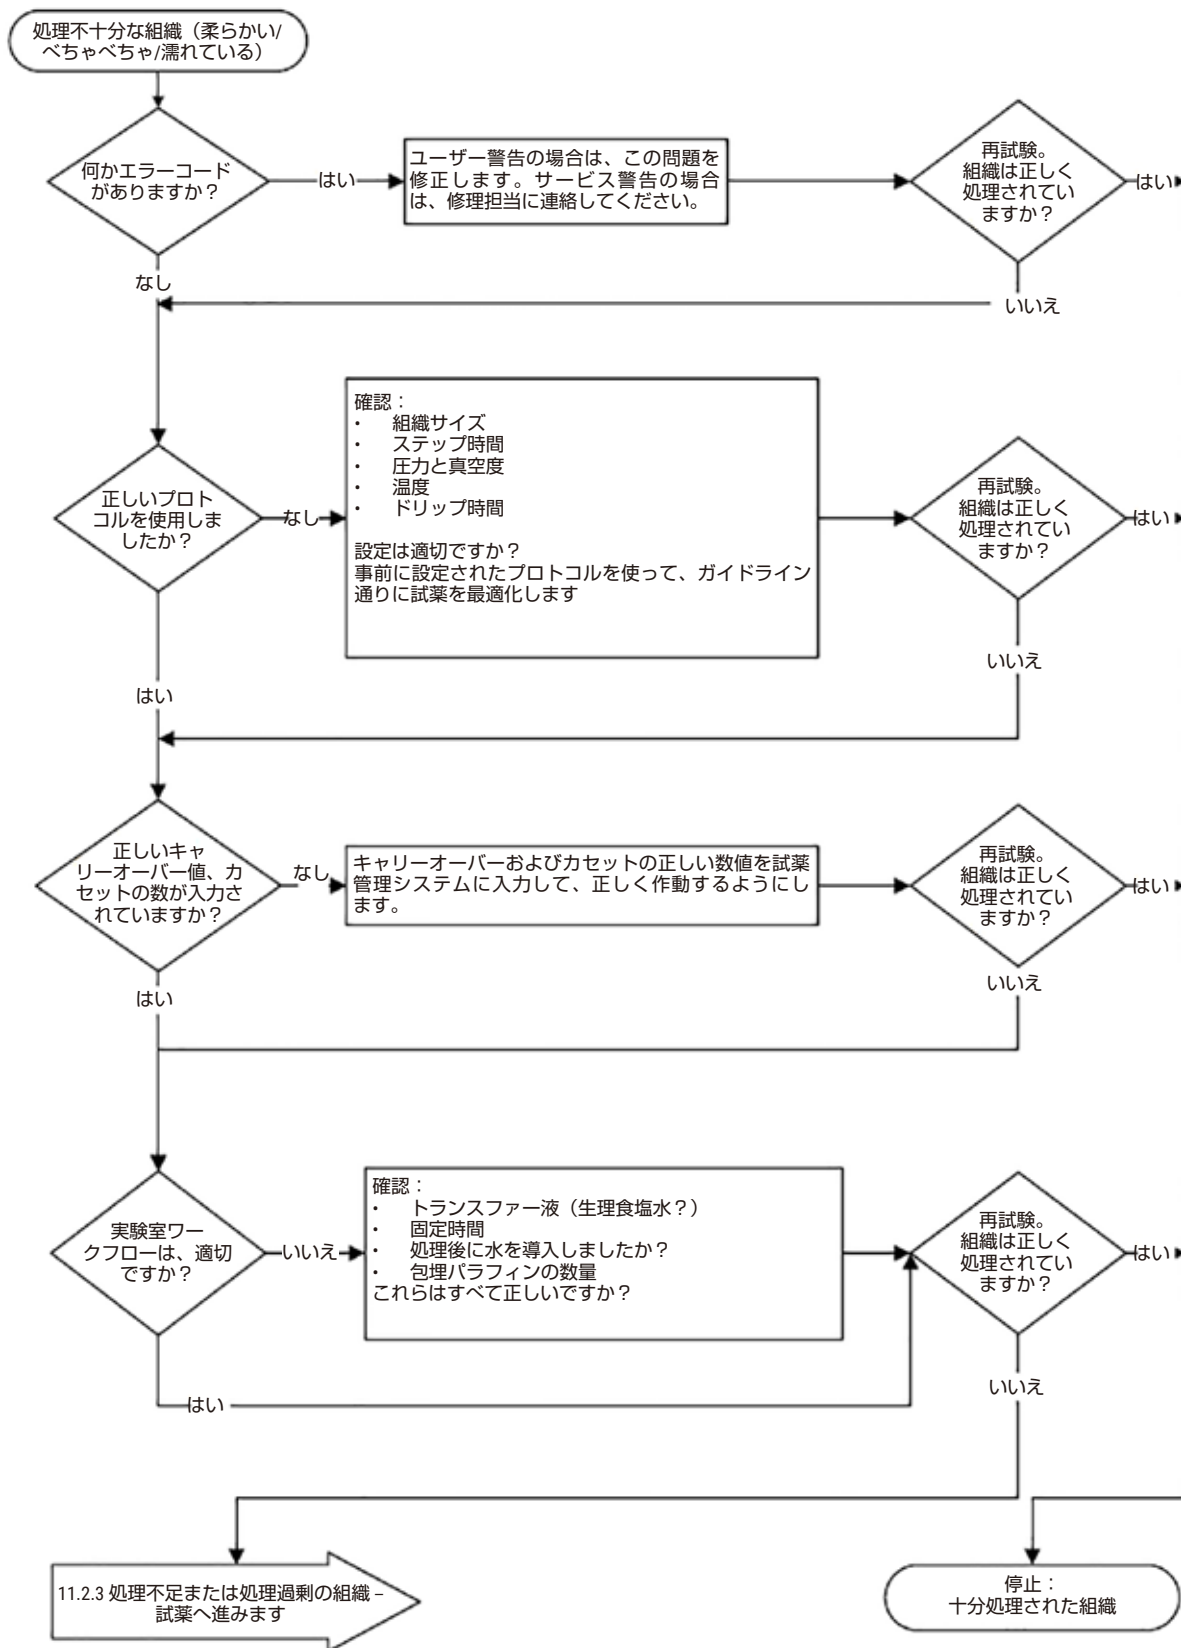 処理不十分な組織（柔らかい/
べちゃべちゃ/濡れている）
何かエラーコード
がありますか？
はい
ユーザー警告の場合は、この問題を
修正します。サービス警告の場合
は、修理担当に連絡してください。
再試験。
組織は正しく
処理されてい
ますか？
はい
なし
いいえ
正しいプロト
コルを使用しま
したか？
なし
確認：
• 組織サイズ
• ステップ時間
• 圧力と真空度
• 温度
• ドリップ時間
設定は適切ですか？
事前に設定されたプロトコルを使って、ガイドライン
通りに試薬を最適化します
再試験。
組織は正しく
処理されてい
ますか？
はい
いいえ
はい
正しいキャ
リーオーバー値、カ
セットの数が入力さ
れていますか？
なし
キャリーオーバーおよびカセットの正しい数値を試薬
管理システムに入力して、正しく作動するようにし
ます。
再試験。
組織は正しく
処理されてい
ますか？
はい
いいえ
はい
実験室ワー
クフローは、適切
ですか？
いいえ
確認：
• トランスファー液（生理食塩水？）
• 固定時間
• 処理後に水を導入しましたか？
• 包埋パラフィンの数量
これらはすべて正しいですか？
再試験。
組織は正しく
処理されてい
ますか？
はい
はい
いいえ
11.2.3 処理不足または処理過剰の組織 –
試薬へ進みます
停止：
十分処理された組織